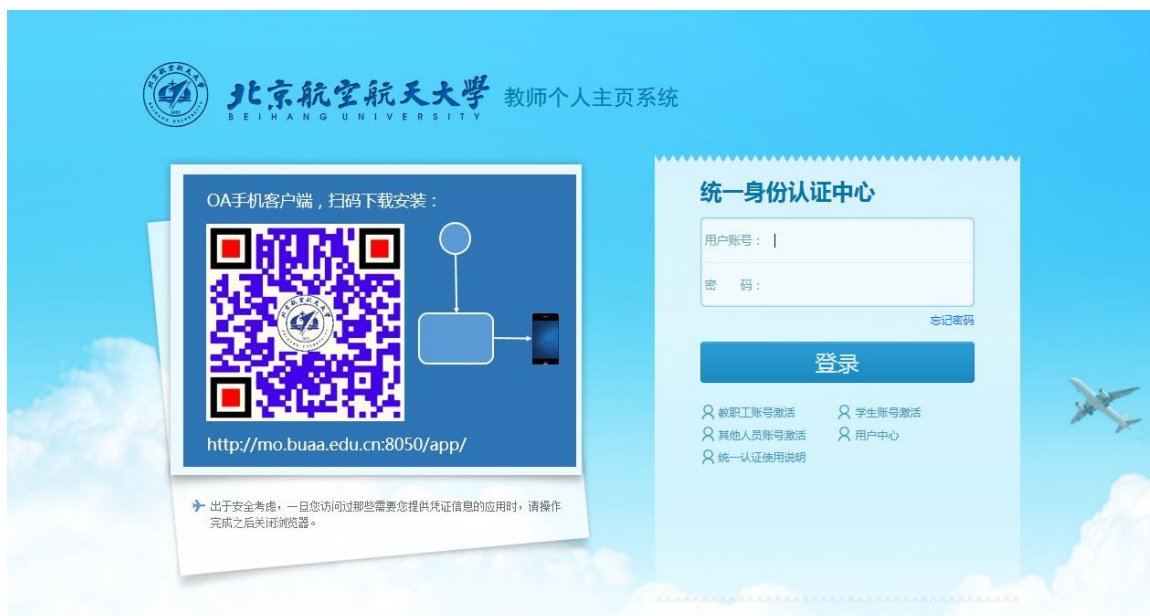 北京航空航天大學 教师个人主页系统
BEIHANG UNIVERSITY
OA手机客户端，扫码下载安装：
http://mo.buaa.edu.cn:8050/app/
出于安全考虑，一旦您访问过那些需要您提供凭证信息的应用时，请操作
完成之后关闭浏览器。
统一身份认证中心
用户账号：
密 码：
忘记密码
登录
教职工账号激活 学生账号激活
其他人员账号激活 用户中心
统一认证使用说明